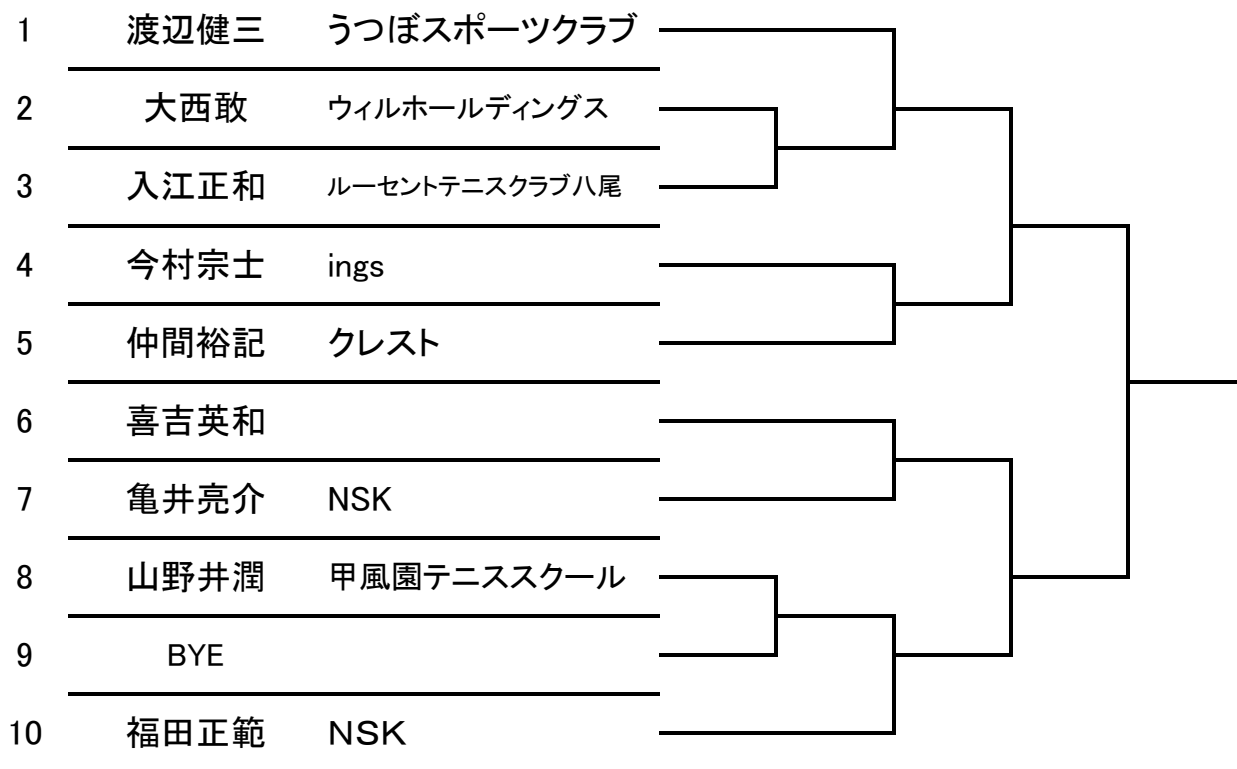 1 渡辺健三 うつぼスポーツクラブ
2 大西敢 ウィルホールディングス
3 入江正和 ルーセントテニスクラブ八尾
4 今村宗士 ings
5 仲間裕記 クレスト
6 喜吉英和
7 亀井亮介 NSK
8 山野井潤 甲風園テニススクール
9 BYE
10 福田正範 ＮＳＫ